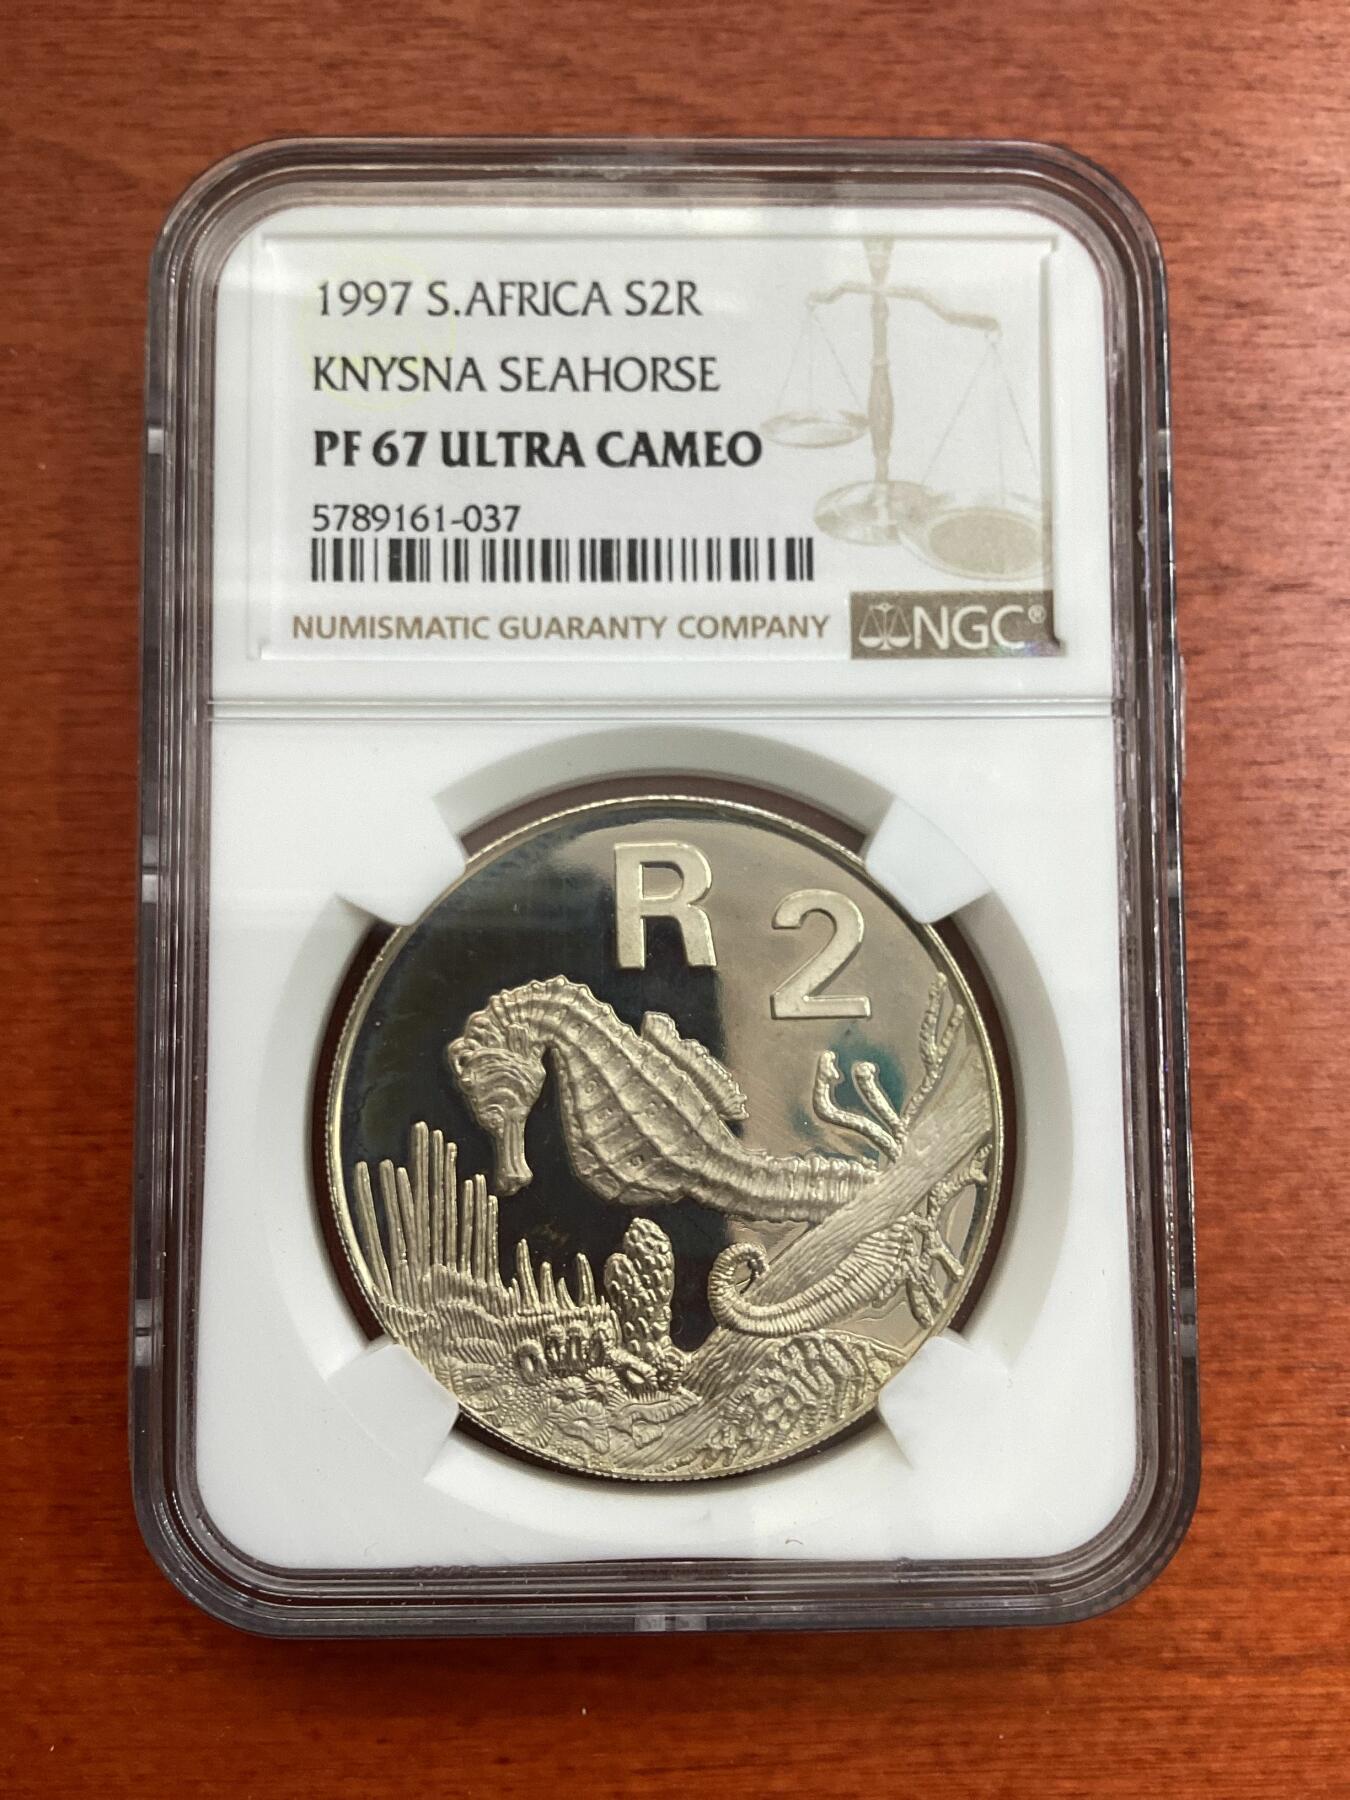 1997 S.AFRICA S2R
KNYSNA SEAHORSE
PF 67 ULTRA CAMEO
5789161-037
NUMISMATIC GUARANTY COMPANY
NGC®
R 2